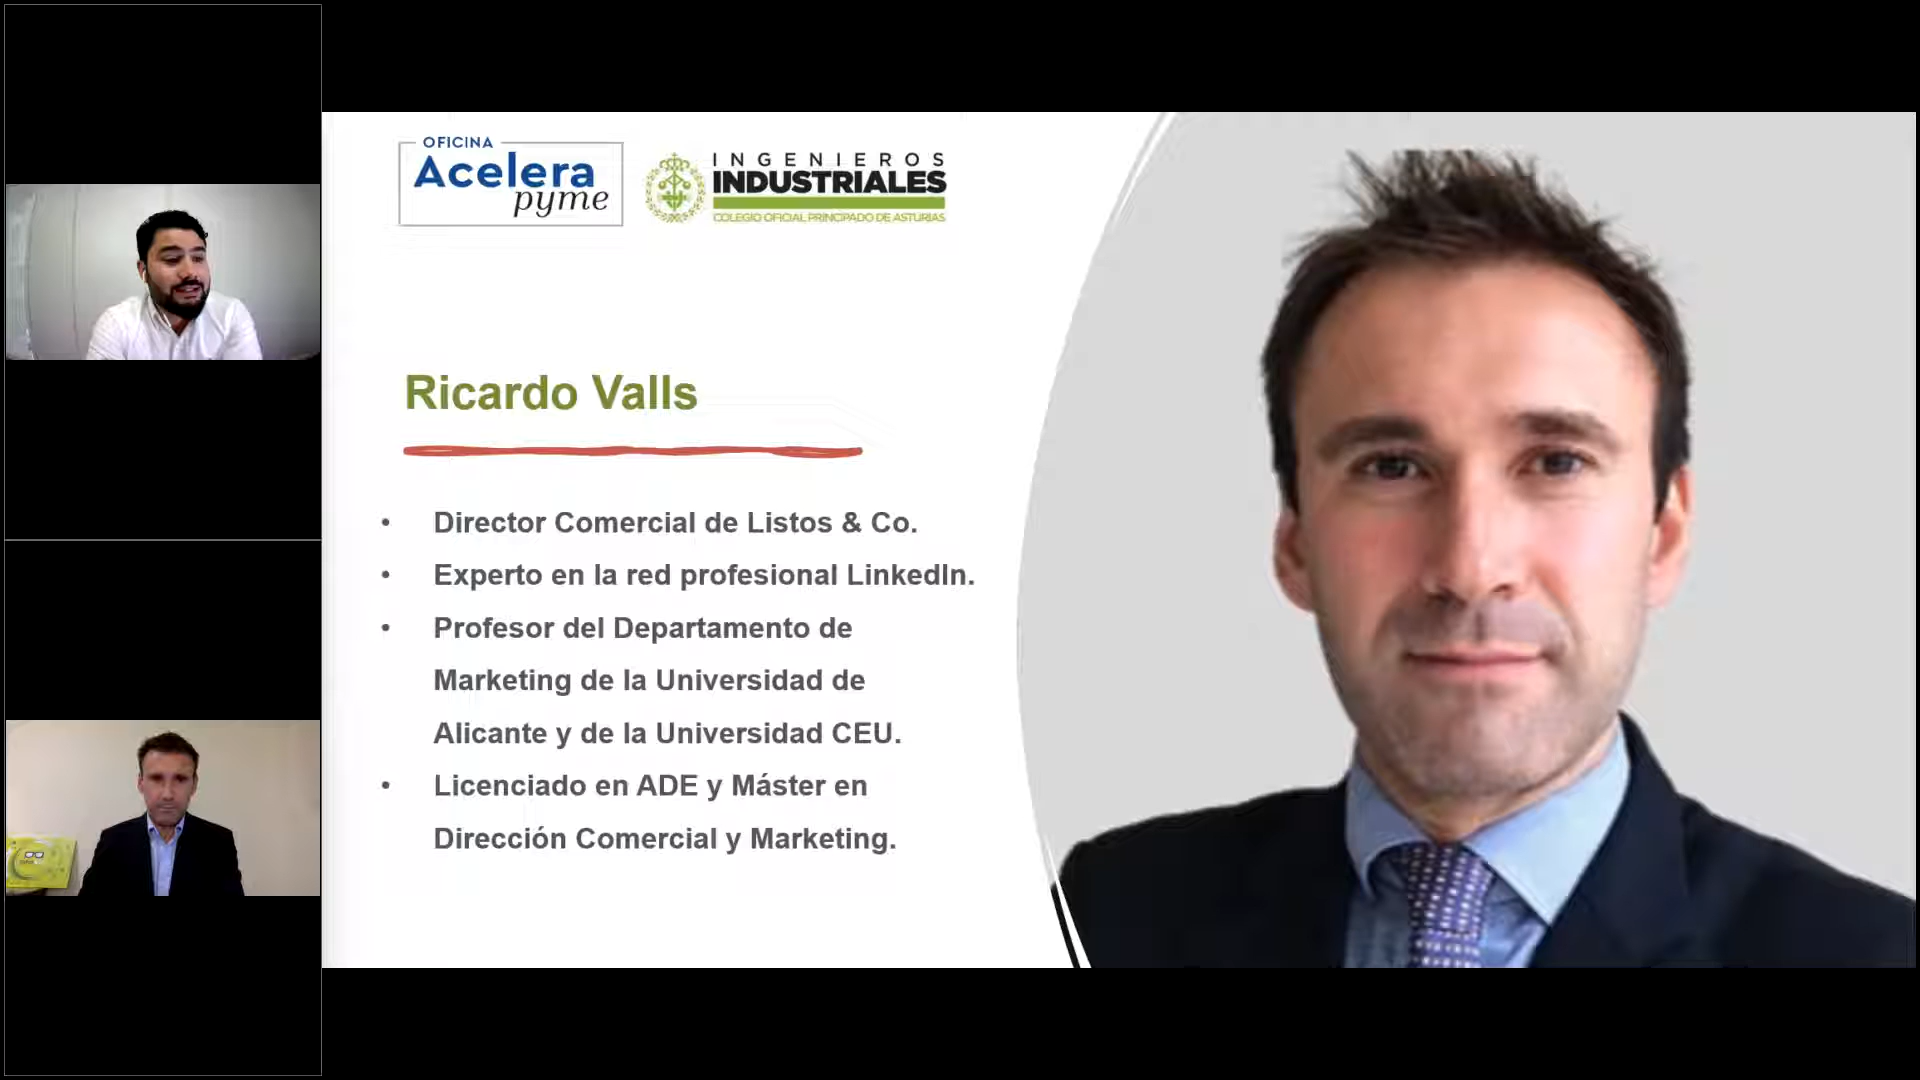 OFICINA
Acelera
pyme
INGENIEROS
INDUSTRIALES
COLEGIO OFICIAL PRINCIPADO DE ASTURIAS
Ricardo Valls
• Director Comercial de Listos & Co.
• Experto en la red profesional LinkedIn.
• Profesor del Departamento de
Marketing de la Universidad de
Alicante y de la Universidad CEU.
• Licenciado en ADE y Máster en
Dirección Comercial y Marketing.